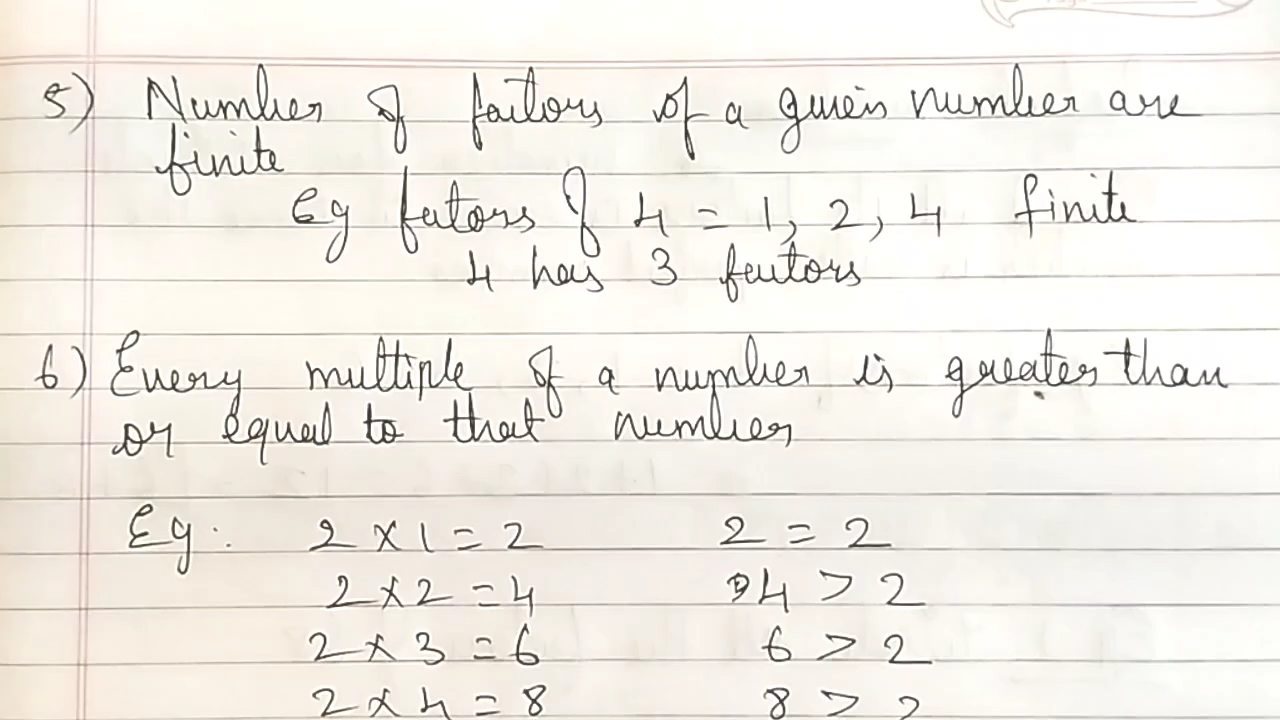 5) Number of factors of a given number are
finite
Eg fators of 4 = 1, 2, 4 finite
4 has 3 factors
6) Every multiple of a number is greater than
or equal to that number
Eg: 2 × 1 = 2 2 = 2
2 × 2 = 4 4 > 2
2 × 3 = 6 6 > 2
2 × 4 = 8 8 > 2